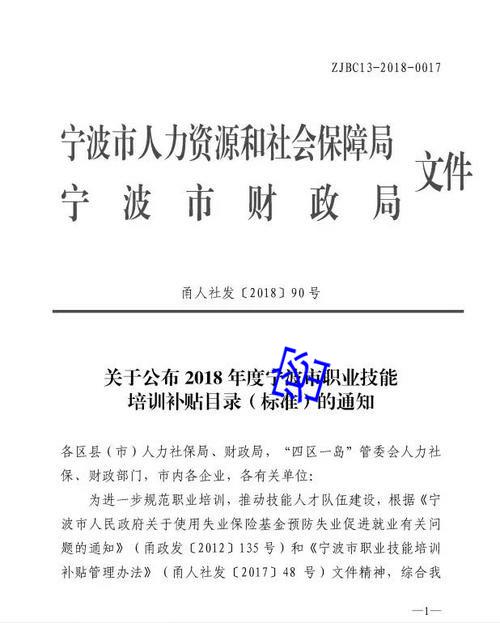 ZJBC13-2018-0017
宁波市人力资源和社会保障局
宁波市财政局
文件
甬人社发〔2018〕90号
关于公布2018年度宁波市职业技能
培训补贴目录（标准）的通知
各区县（市）人力社保局、财政局，“四区一岛”管委会人力社
保、财政部门，市内各企业，各有关单位：
为进一步规范职业培训，推动技能人才队伍建设，根据《宁
波市人民政府关于使用失业保险基金预防失业促进就业有关问
题的通知》（甬政发〔2012〕135号）和《宁波市职业技能培训
补贴管理办法》（甬人社发〔2017〕48 号）文件精神，综合我
—1—